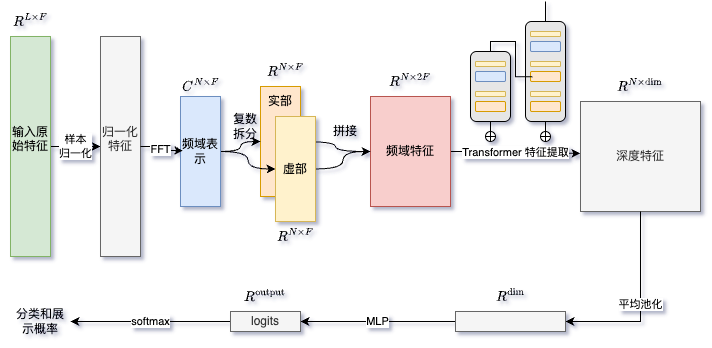 $R^{L \times F}$
输入原
始特征
样本
归一化
归一化
特征
FFT
$C^{N \times F}$
频域表
示
复数
拆分
$R^{N \times F}$
实部
虚部
$R^{N \times F}$
拼接
$R^{N \times 2F}$
频域特征
Transformer 特征提取
$R^{N \times \text{dim}}$
深度特征
平均池化
$R^{\text{dim}}$
MLP
$R^{\text{output}}$
logits
softmax
分类和展
示概率